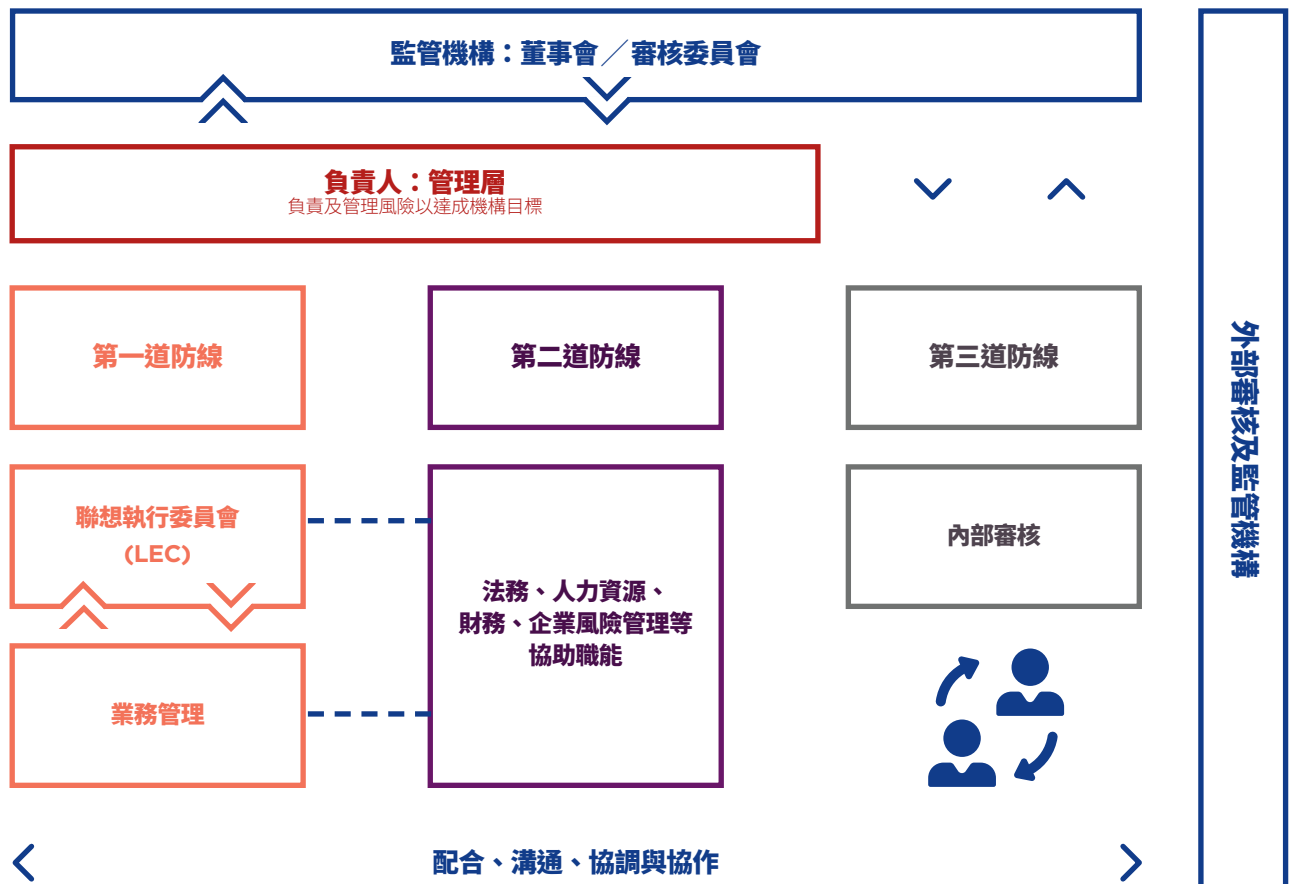 監管機構：董事會／審核委員會
負責人：管理層
負責及管理風險以達成機構目標
第一道防線
第二道防線
第三道防線
聯想執行委員會
(LEC)
業務管理
法務、人力資源、
財務、企業風險管理等
協助職能
內部審核
配合、溝通、協調與協作
外部審核及監管機構